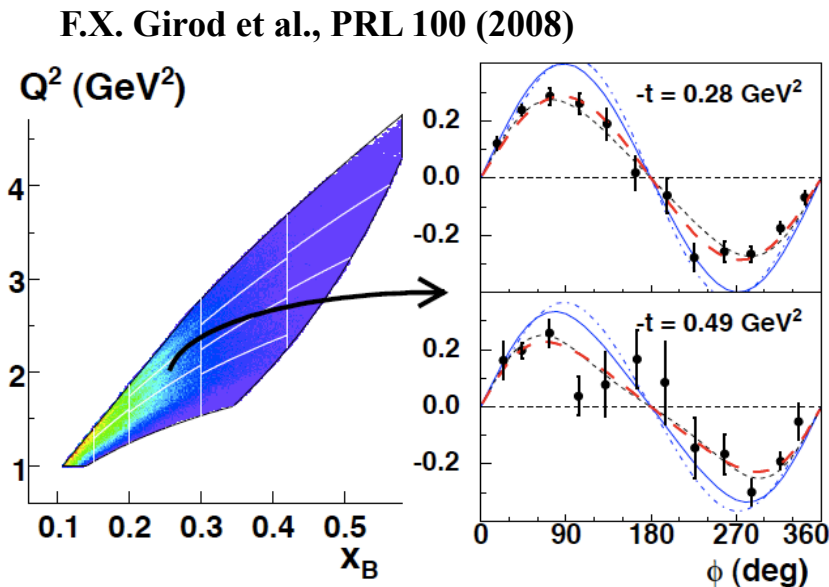 F.X. Girod et al., PRL 100 (2008)
Q² (GeV²)
4
3
2
1
0.1 0.2 0.3 0.4 0.5
x_B
-t = 0.28 GeV²
0.2
0.0
-0.2
-t = 0.49 GeV²
0.2
0.0
-0.2
0 90 180 270 360
ϕ (deg)